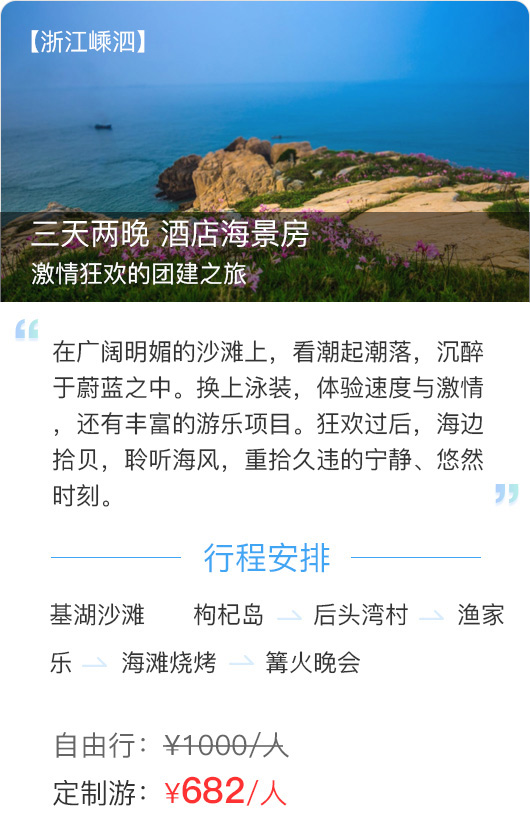 【浙江嵊泗】
三天两晚 酒店海景房
激情狂欢的团建之旅
“
在广阔明媚的沙滩上，看潮起潮落，沉醉
于蔚蓝之中。换上泳装，体验速度与激情
，还有丰富的游乐项目。狂欢过后，海边
拾贝，聆听海风，重拾久违的宁静、悠然
时刻。
”
行程安排
基湖沙滩 枸杞岛 → 后头湾村 → 渔家
乐 → 海滩烧烤 → 篝火晚会
自由行：¥1000/人
定制游：¥682/人